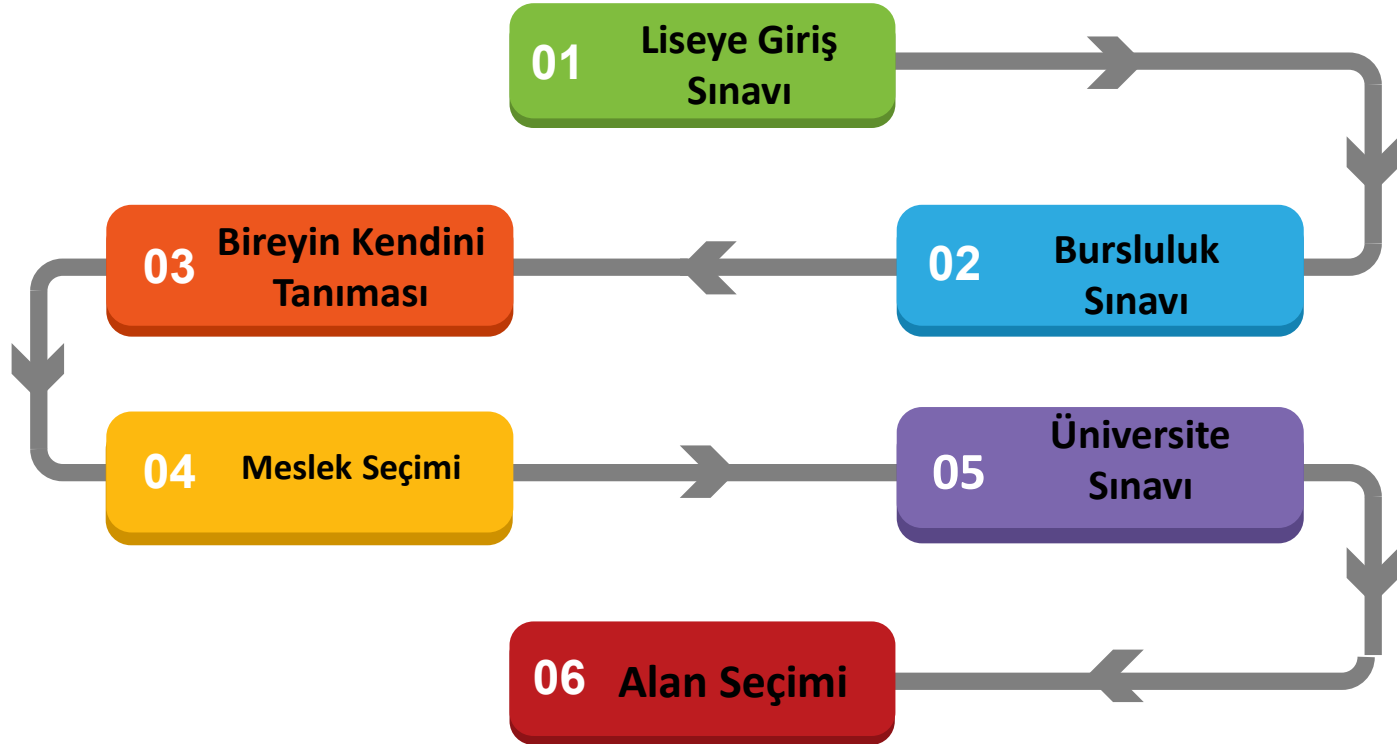 01
Liseye Giriş
Sınavı
02
Bursluluk
Sınavı
03
Bireyin Kendini
Tanıması
04
Meslek Seçimi
05
Üniversite
Sınavı
06
Alan Seçimi